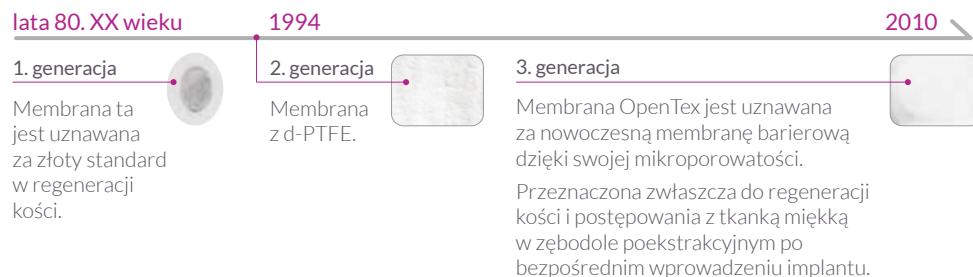 lata 80. XX wieku
1994
2010
1. generacja
Membrana ta
jest uznawana
za złoty standard
w regeneracji
kości.
2. generacja
Membrana
z d-PTFE.
3. generacja
Membrana OpenTex jest uznawana
za nowoczesną membranę barierową
dzięki swojej mikroporowatości.
Przeznaczona zwłaszcza do regeneracji
kości i postępowania z tkanką miękką
w zębodole poekstrakcyjnym po
bezpośrednim wprowadzeniu implantu.